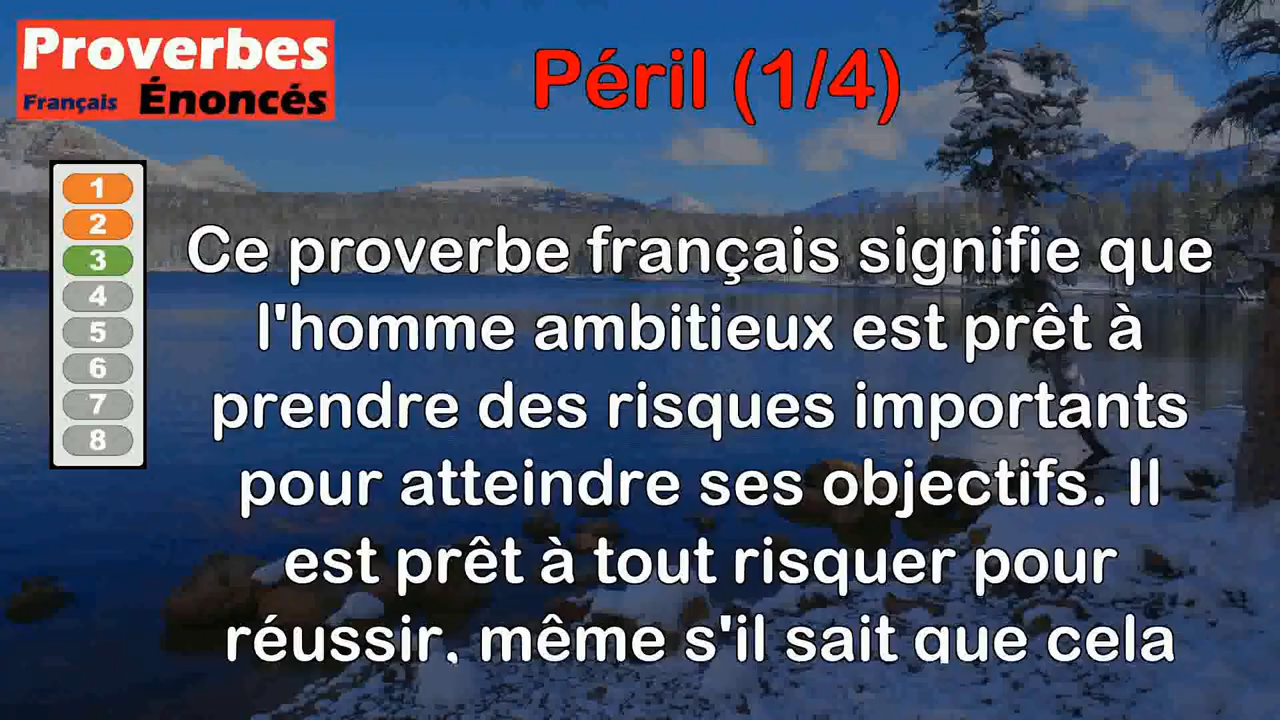 Proverbes
Français Énoncés
Péril (1/4)
1
2
3
4
5
6
7
8
Ce proverbe français signifie que
l'homme ambitieux est prêt à
prendre des risques importants
pour atteindre ses objectifs. Il
est prêt à tout risquer pour
réussir, même s'il sait que cela